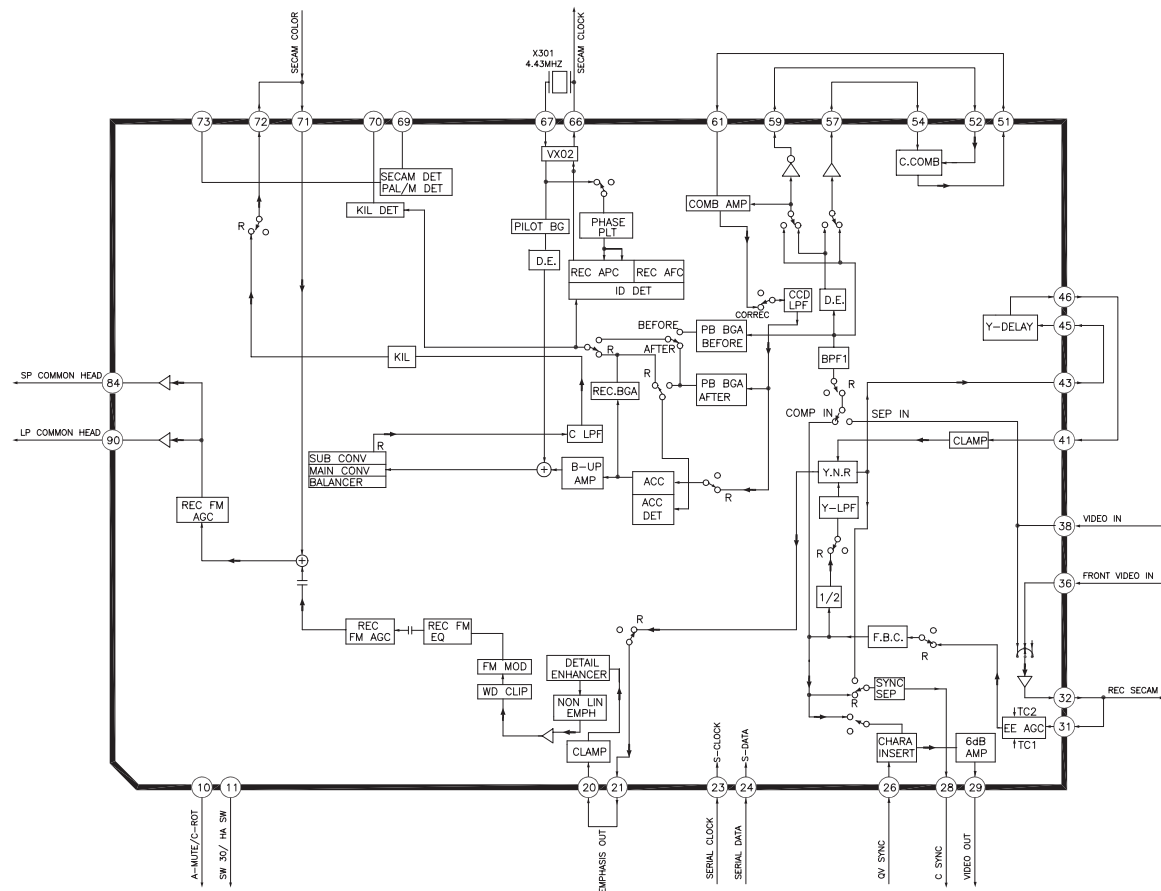 SECAM COLOR
SECAM CLOCK
X301
4.43MHZ
73
72
71
70
69
67
66
61
59
57
54
52
51
VX02
C.COMB
SECAM DET
PAL/M DET
KIL DET
COMB AMP
R
PILOT BG
PHASE
PLT
D.E.
REC APC
REC AFC
ID DET
CORREC
CCD
LPF
D.E.
46
Y-DELAY
45
BEFORE
AFTER
PB BGA
BEFORE
KIL
R
BPF1
SP COMMON HEAD
84
REC.BGA
R
PB BGA
AFTER
R
43
COMP IN
SEP IN
LP COMMON HEAD
90
C LPF
CLAMP
41
R
SUB CONV
MAIN CONV
BALANCER
B-UP
AMP
ACC
ACC
DET
R
Y.N.R
Y-LPF
REC FM
AGC
38
VIDEO IN
R
36
FRONT VIDEO IN
1/2
REC
FM AGC
REC FM
EQ
R
F.B.C.
R
FM MOD
WD CLIP
DETAIL
ENHANCER
NON LIN
EMPH
SYNC
SEP
R
32
REC SECAM
TC2
EE AGC
TC1
31
CLAMP
S-CLOCK
S-DATA
CHARA
INSERT
6dB
AMP
10
11
20
21
23
24
26
28
29
A-MUTE/C-ROT
SW 30/ HA SW
EMPHASIS OUT
SERIAL CLOCK
SERIAL DATA
QV SYNC
C SYNC
VIDEO OUT